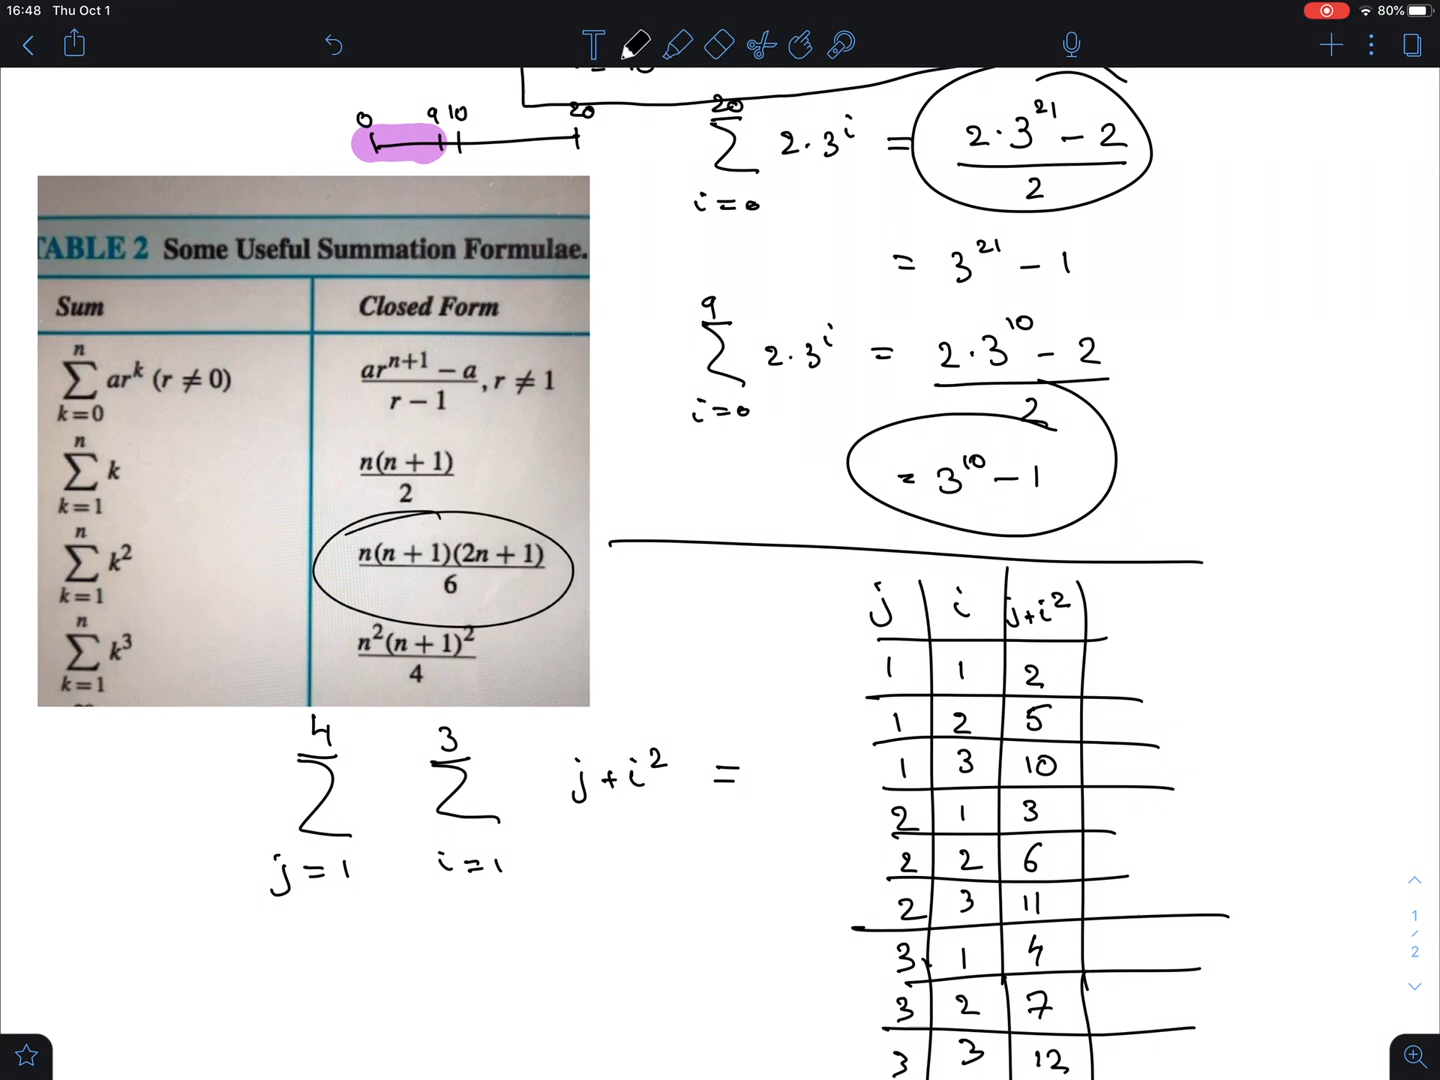 16:48 Thu Oct 1
80%
T
0 9 10 20
20
∑ 2·3^i = (2·3^21 − 2)/2
i=0
= 3^21 − 1
9
∑ 2·3^i = (2·3^10 − 2)/2
i=0
= 3^10 − 1
TABLE 2 Some Useful Summation Formulae.
Sum Closed Form
n
∑ ar^k (r ≠ 0) (ar^(n+1) − a)/(r − 1), r ≠ 1
k=0
n
∑ k n(n + 1)/2
k=1
n
∑ k² n(n + 1)(2n + 1)/6
k=1
n
∑ k³ n²(n + 1)²/4
k=1
4 3
∑ ∑ j+i² =
j=1 i=1
j i j+i²
1 1 2
1 2 5
1 3 10
2 1 3
2 2 6
2 3 11
3 1 4
3 2 7
3 3 12
1
/
2